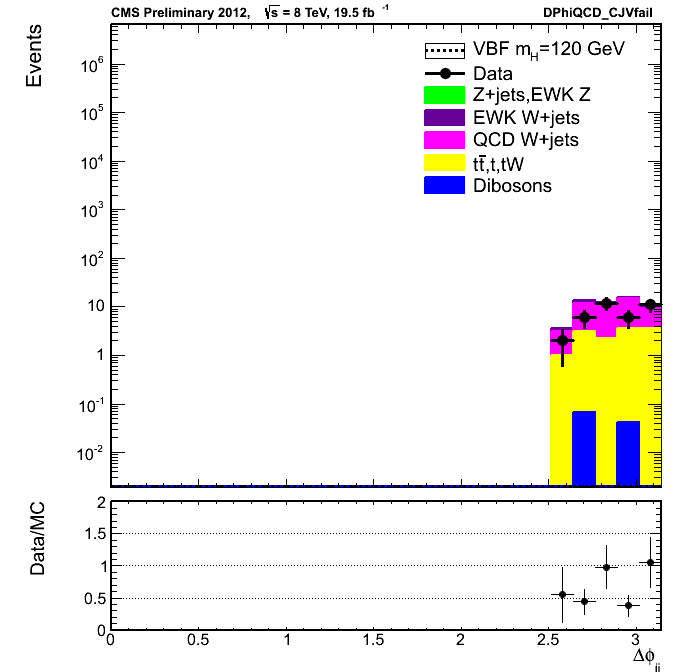 CMS Preliminary 2012, √s = 8 TeV, 19.5 fb⁻¹ DPhiQCD_CJVfail
Events
VBF m_H=120 GeV
Data
Z+jets,EWK Z
EWK W+jets
QCD W+jets
tt̄,t,tW
Dibosons
10⁶
10⁵
10⁴
10³
10²
10
1
10⁻¹
10⁻²
Data/MC
2
1.5
1
0.5
0
0 0.5 1 1.5 2 2.5 3
Δϕ_jj